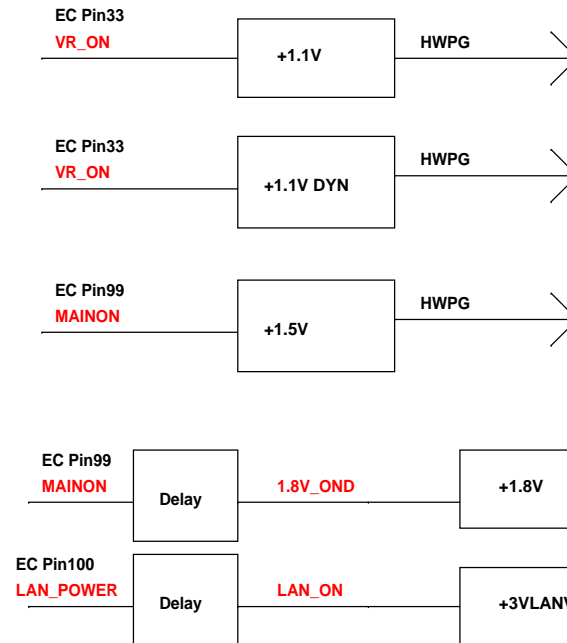 EC Pin33
VR_ON
+1.1V
HWPG
EC Pin33
VR_ON
+1.1V DYN
HWPG
EC Pin99
MAINON
+1.5V
HWPG
EC Pin99
MAINON
Delay
1.8V_OND
+1.8V
EC Pin100
LAN_POWER
Delay
LAN_ON
+3VLANV